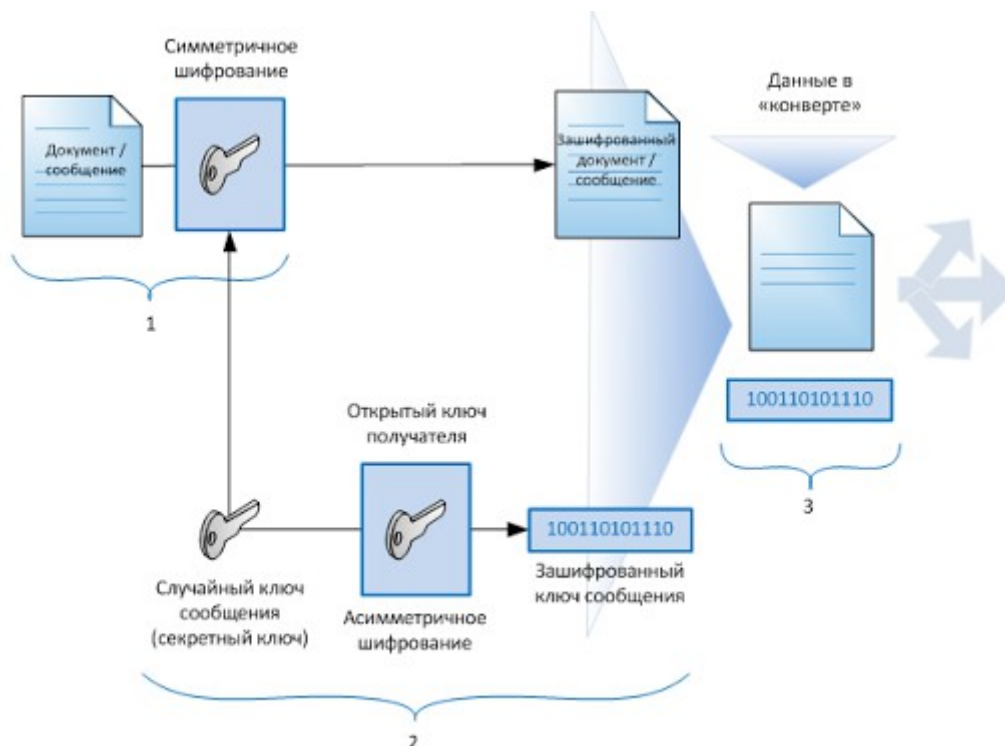 Симметричное
шифрование
Документ /
сообщение
Зашифрованный
документ /
сообщение
Данные в
«конверте»
1
Открытый ключ
получателя
100110101110
3
100110101110
Случайный ключ
сообщения
(секретный ключ)
Асимметричное
шифрование
Зашифрованный
ключ сообщения
2